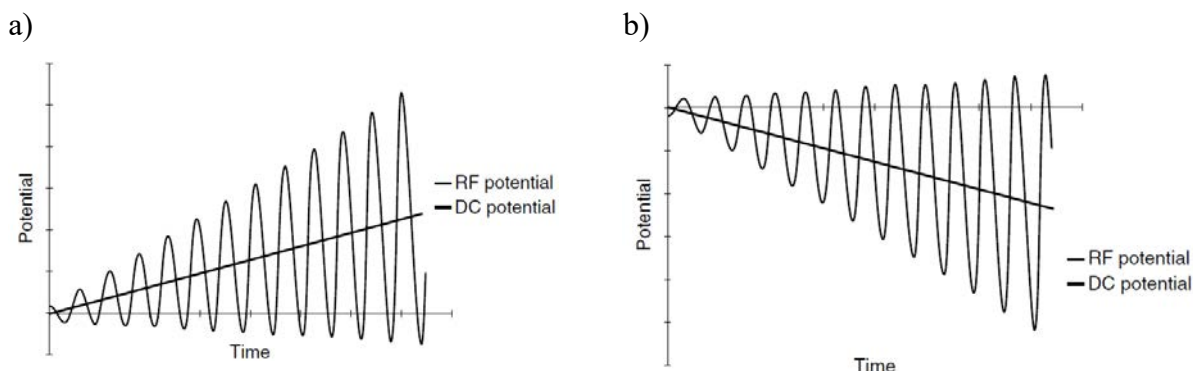 a)
Potential
RF potential
DC potential
Time
b)
Potential
RF potential
DC potential
Time